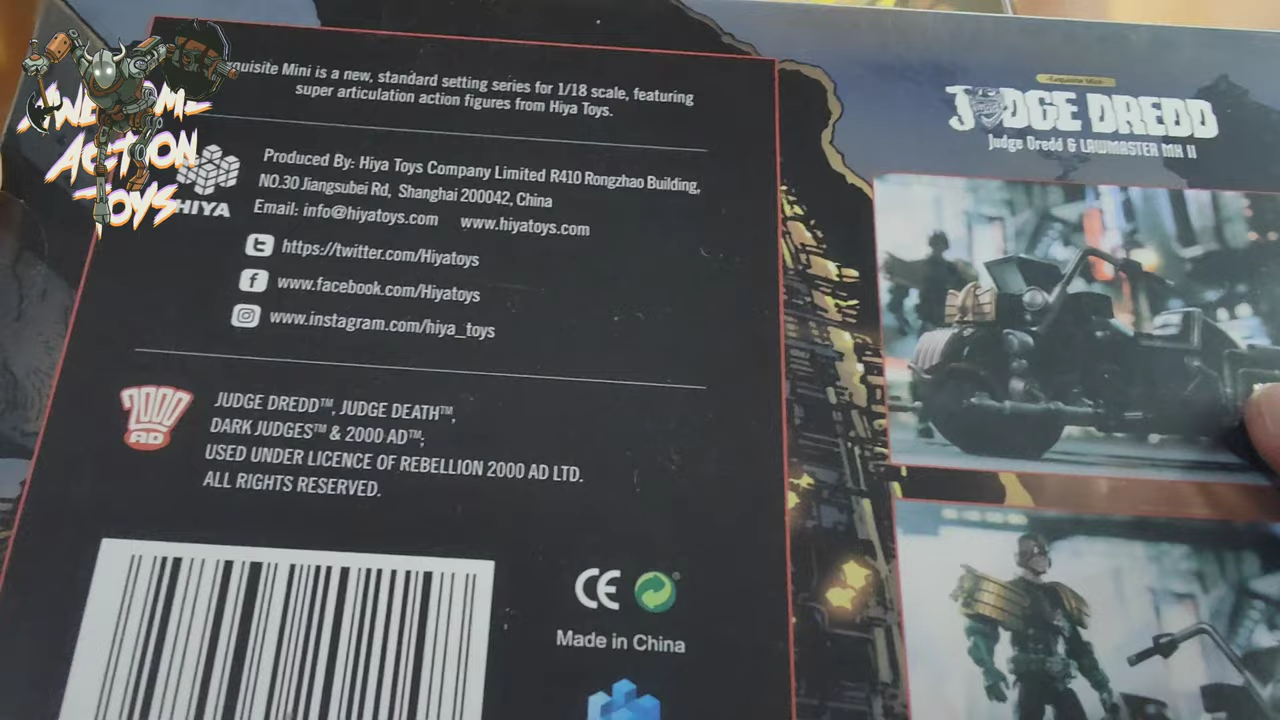 AWESOM-
ACTION
TOYS
Exquisite Mini is a new, standard setting series for 1/18 scale, featuring
super articulation action figures from Hiya Toys.
HIYA
Produced By: Hiya Toys Company Limited R410 Rongzhao Building,
NO.30 Jiangsubei Rd, Shanghai 200042, China
Email: info@hiyatoys.com www.hiyatoys.com
https://twitter.com/Hiyatoys
www.facebook.com/Hiyatoys
www.instagram.com/hiya_toys
2000
AD
JUDGE DREDD™, JUDGE DEATH™,
DARK JUDGES™ & 2000 AD™,
USED UNDER LICENCE OF REBELLION 2000 AD LTD.
ALL RIGHTS RESERVED.
CE
Made in China
Exquisite Mini
JUDGE DREDD
Judge Dredd & LAWMASTER MK II